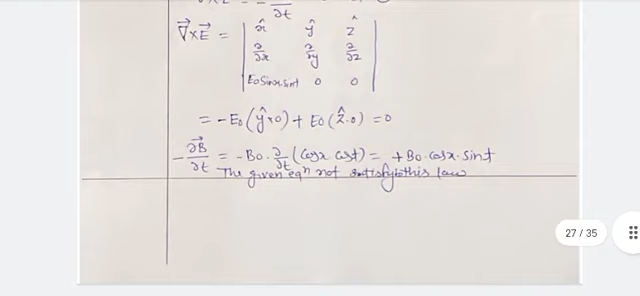 ∂t
∇⃗×E⃗ = | x̂ ŷ ẑ |
| ∂/∂x ∂/∂y ∂/∂z |
| E0 sinx.sint 0 0 |
= -E0(ŷ×0) + E0(ẑ.0) = 0
-∂B⃗/∂t = -B0.∂/∂t (cosx cost) = +B0.cosx.sint
The given eqn not satisfy this law
27 / 35